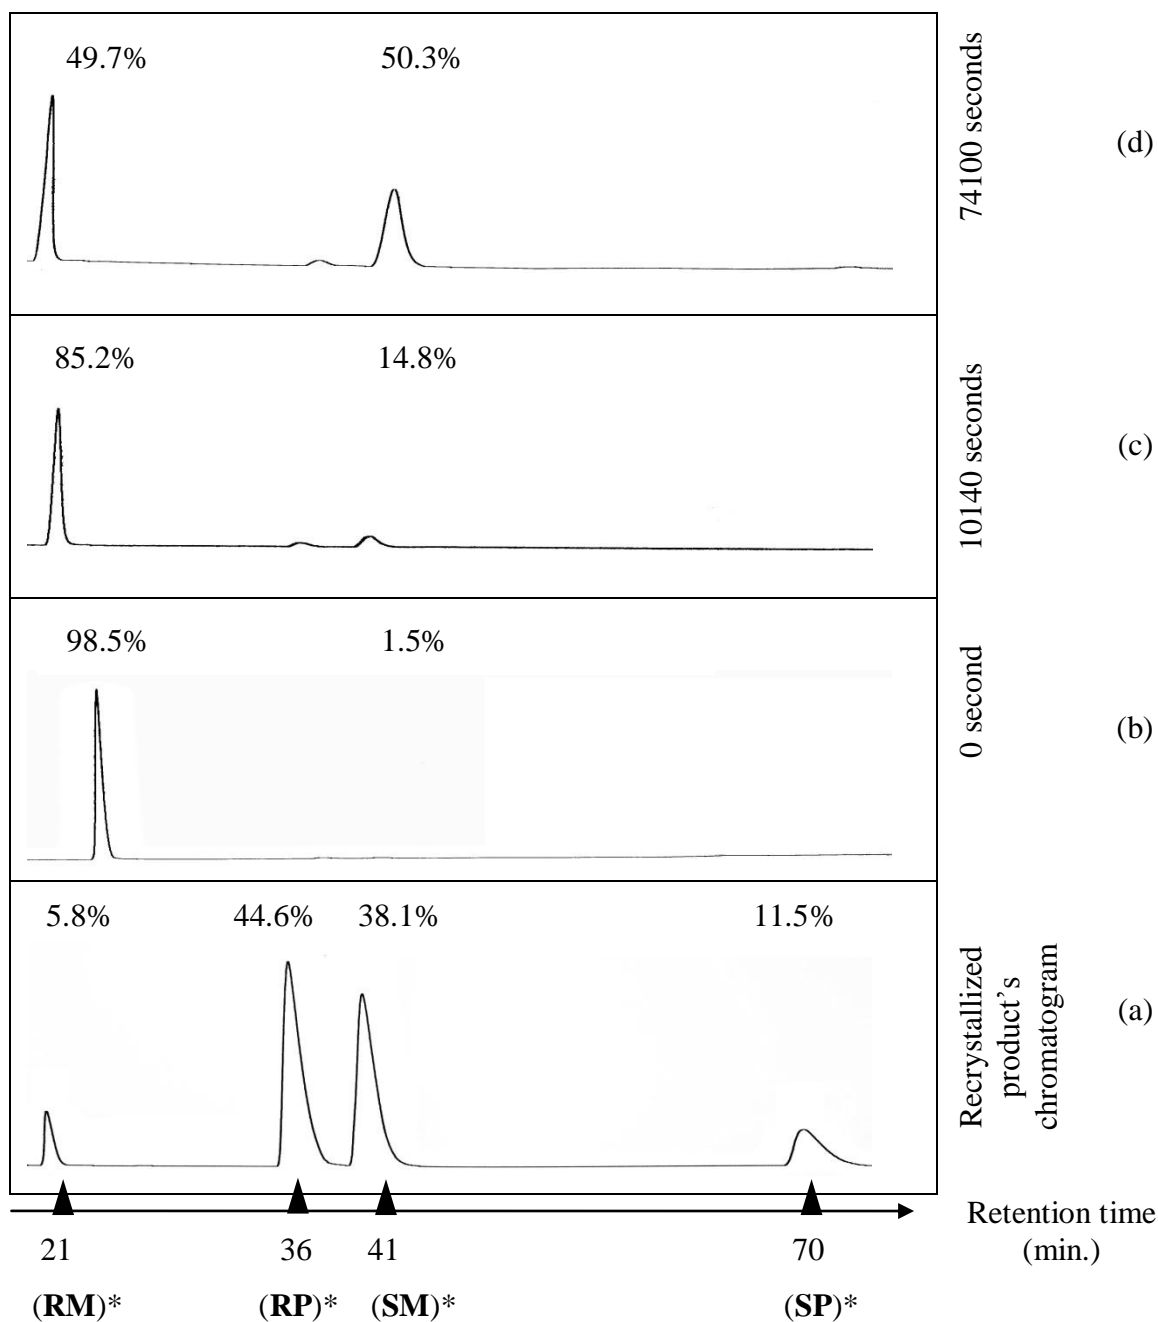 49.7% 50.3%
74100 seconds
(d)
85.2% 14.8%
10140 seconds
(c)
98.5% 1.5%
0 second
(b)
5.8% 44.6% 38.1% 11.5%
Recrystallized
product’s
chromatogram
(a)
Retention time
(min.)
21 36 41 70
(RM)* (RP)* (SM)* (SP)*